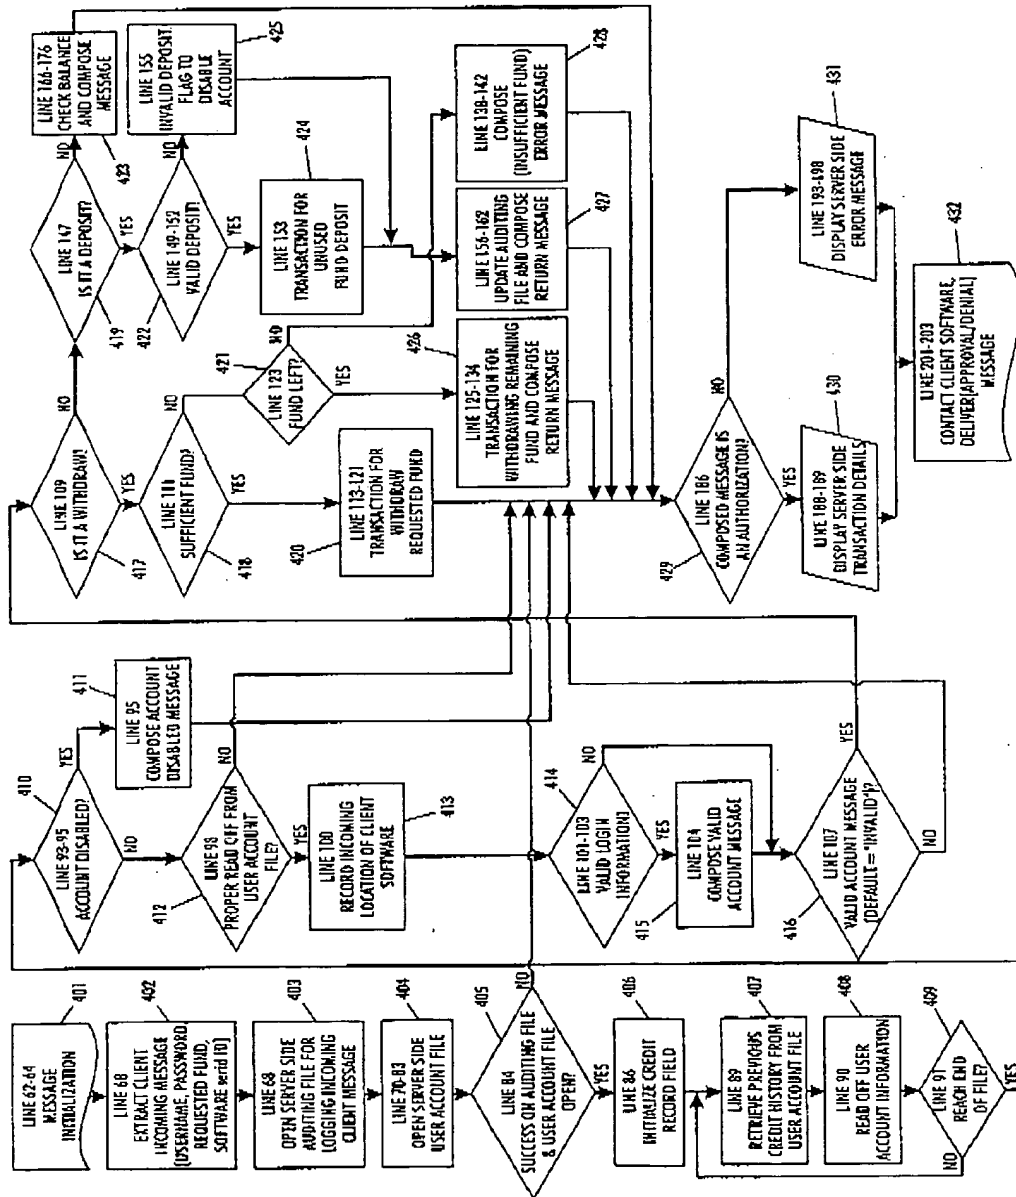 LINE 62-64
MESSAGE
INITIALIZATION
401
LINE 68
EXTRACT CLIENT
INCOMING MESSAGE
(USERNAME, PASSWORD,
REQUESTED FUND,
SOFTWARE serial ID)
402
LINE 68
OPEN SERVER SIDE
AUDITING FILE FOR
LOGGING INCOMING
CLIENT MESSAGE
403
LINE 70-83
OPEN SERVER SIDE
USER ACCOUNT FILE
404
LINE 84
SUCCESS ON AUDITING FILE
& USER ACCOUNT FILE
OPEN?
405
NO
YES
LINE 86
INITIALIZE CREDIT
RECORD FIELD
406
LINE 89
RETRIEVE PREVIOUS
CREDIT HISTORY FROM
USER ACCOUNT FILE
407
LINE 90
READ OFF USER
ACCOUNT INFORMATION
408
LINE 91
REACH END
OF FILE?
409
NO
YES
LINE 93-95
ACCOUNT DISABLED?
410
YES
NO
LINE 95
COMPOSE ACCOUNT
DISABLED MESSAGE
411
LINE 98
PROPER READ OFF FROM
USER ACCOUNT
FILE?
412
NO
YES
LINE 100
RECORD INCOMING
LOCATION OF CLIENT
SOFTWARE
413
LINE 101-103
VALID LOGIN
INFORMATION?
414
NO
YES
LINE 104
COMPOSE VALID
ACCOUNT MESSAGE
415
LINE 107
VALID ACCOUNT MESSAGE
(DEFAULT = "INVALID")?
416
YES
NO
LINE 109
IS IT A WITHDRAW?
417
NO
YES
LINE 111
SUFFICIENT FUND?
418
NO
YES
LINE 113-121
TRANSACTION FOR
WITHDRAW
REQUESTED FUND
420
LINE 147
IS IT A DEPOSIT?
419
NO
YES
LINE 149-152
VALID DEPOSIT?
422
NO
YES
LINE 166-176
CHECK BALANCE
AND COMPOSE
MESSAGE
423
LINE 155
INVALID DEPOSIT.
FLAG TO
DISABLE
ACCOUNT
425
LINE 153
TRANSACTION FOR
UNUSED
FUND DEPOSIT
424
LINE 123
FUND LEFT?
421
NO
YES
LINE 125-134
TRANSACTION FOR
WITHDRAWING REMAINING
FUND AND COMPOSE
RETURN MESSAGE
426
LINE 156-162
UPDATE AUDITING
FILE AND COMPOSE
RETURN MESSAGE
427
LINE 138-142
COMPOSE
(INSUFFICIENT FUND)
ERROR MESSAGE
428
LINE 186
COMPOSED MESSAGE IS
AN AUTHORIZATION?
429
NO
YES
LINE 188-189
DISPLAY SERVER SIDE
TRANSACTION DETAILS
430
LINE 193-198
DISPLAY SERVER SIDE
ERROR MESSAGE
431
LINE 201-203
CONTACT CLIENT SOFTWARE,
DELIVER(APPROVAL/DENIAL)
MESSAGE
432